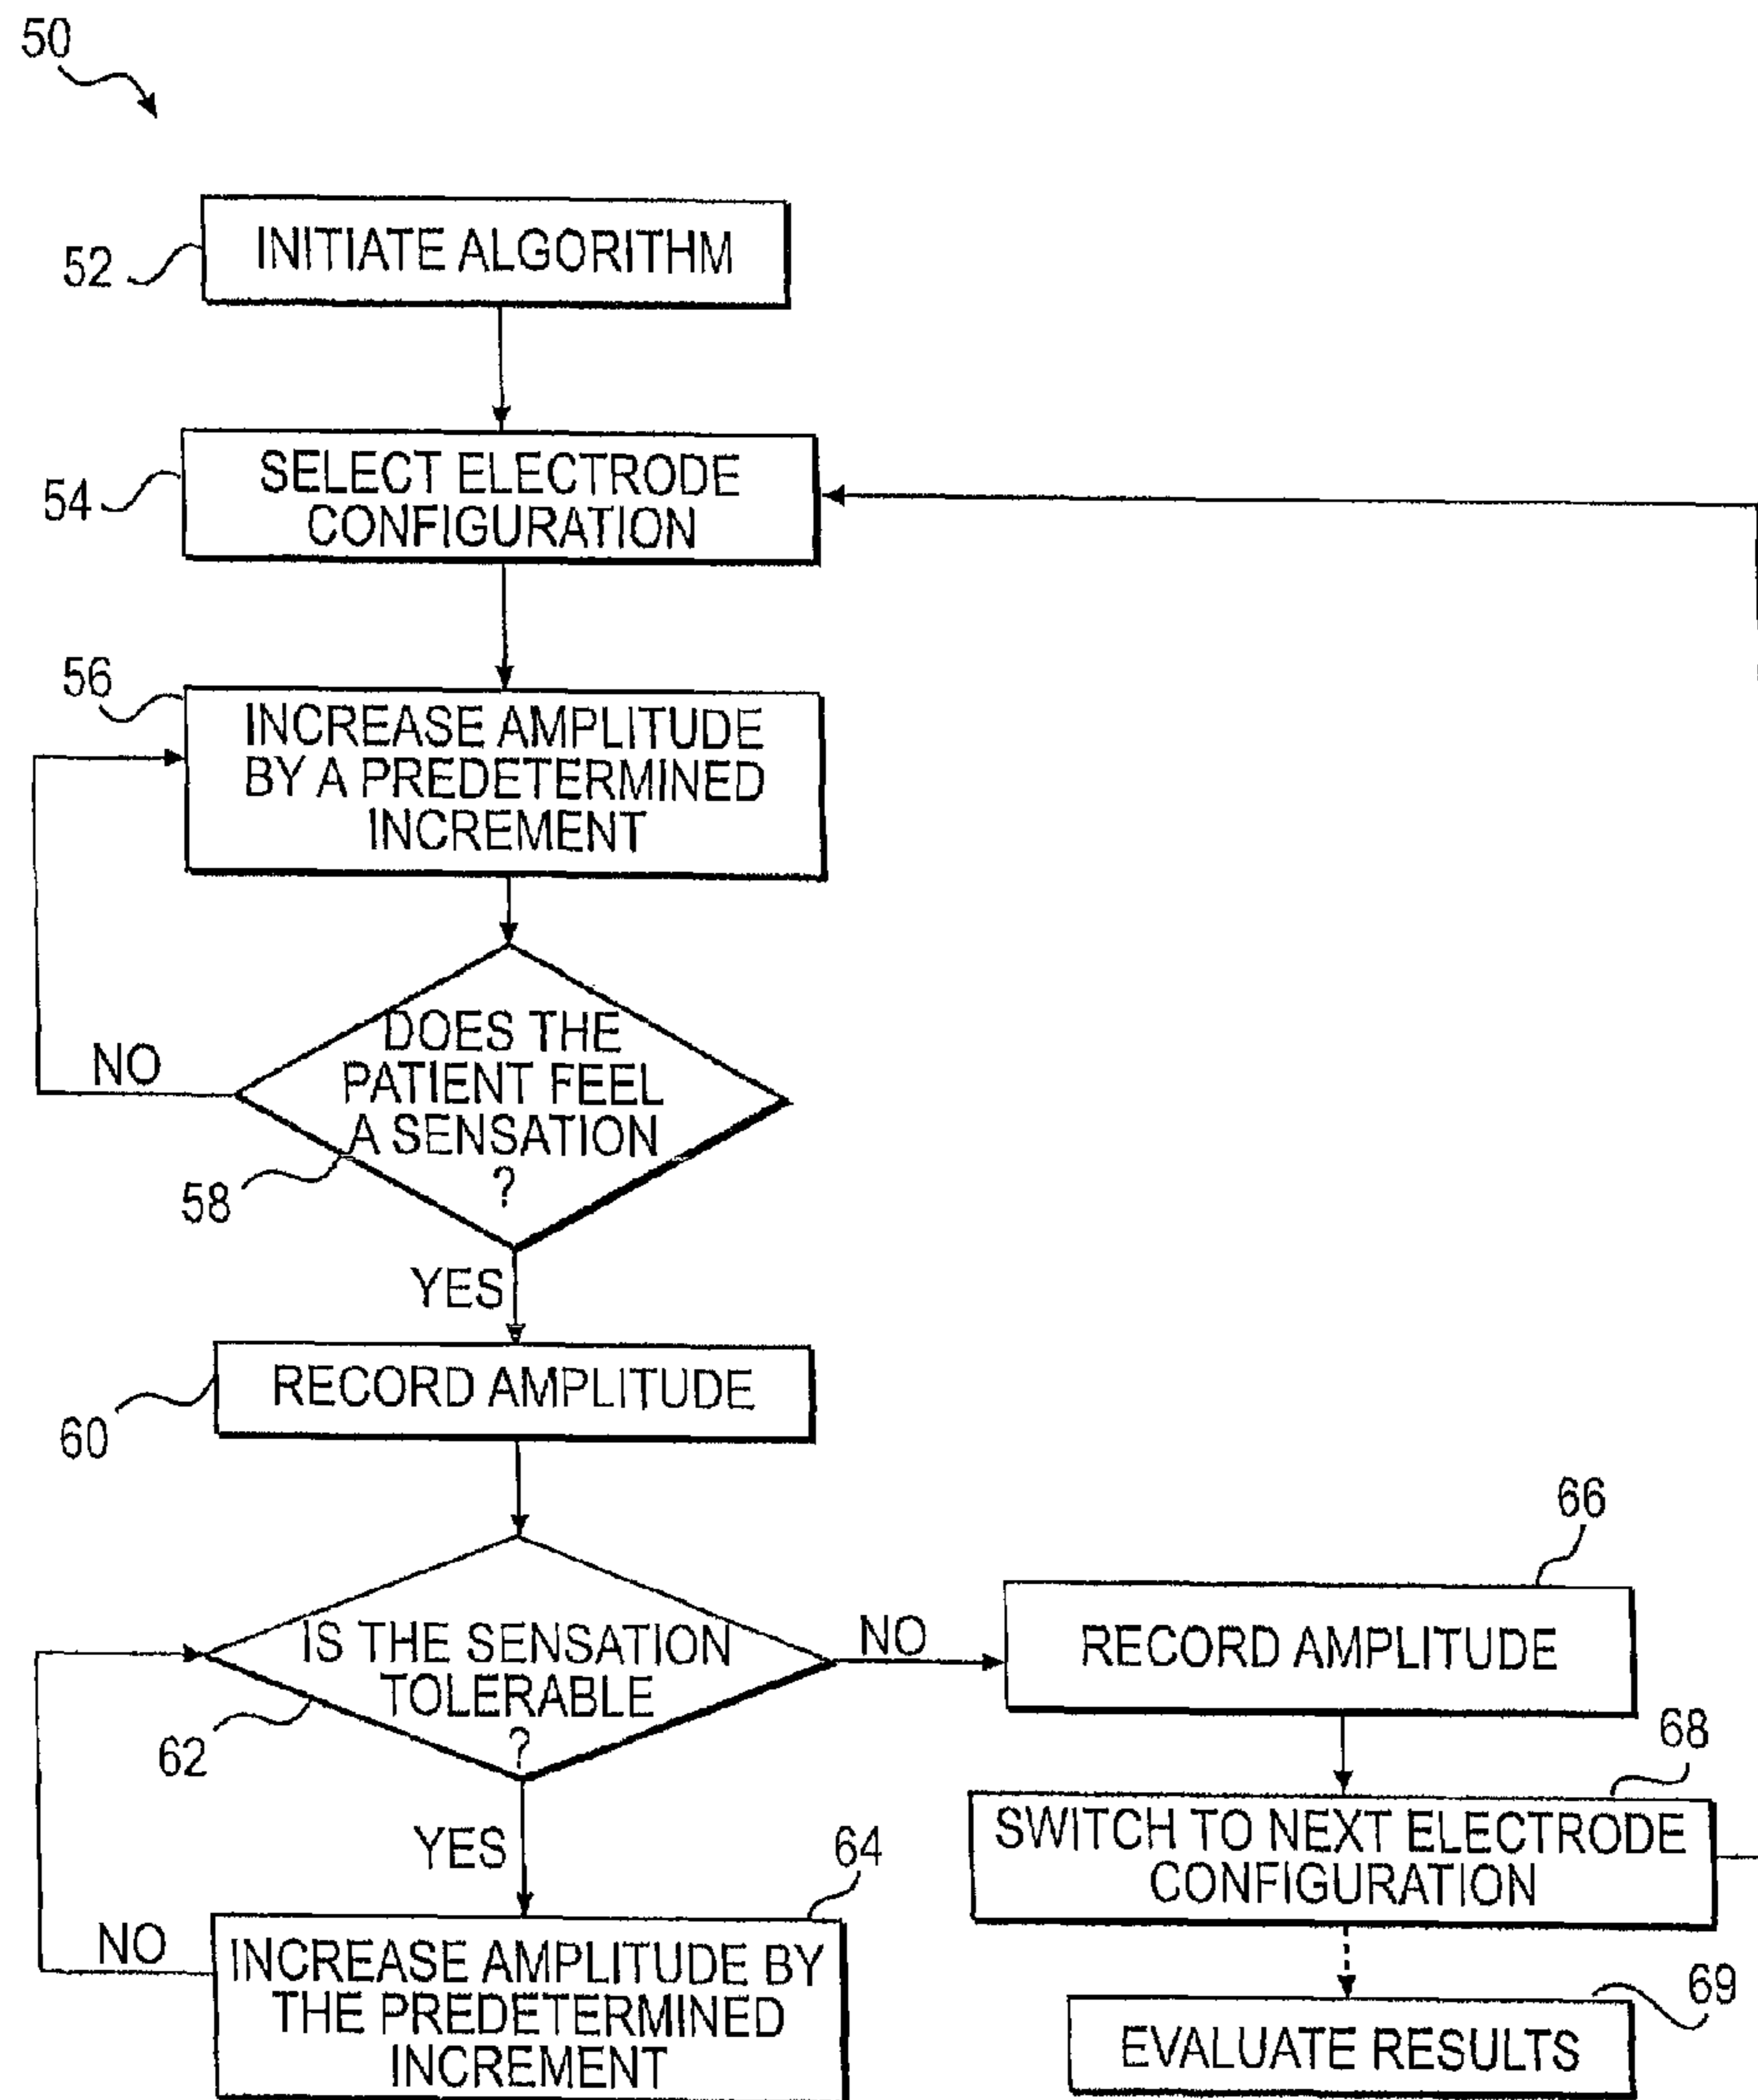 50
52
INITIATE ALGORITHM
54
SELECT ELECTRODE
CONFIGURATION
56
INCREASE AMPLITUDE
BY A PREDETERMINED
INCREMENT
NO
DOES THE
PATIENT FEEL
A SENSATION
?
58
YES
RECORD AMPLITUDE
60
IS THE SENSATION
TOLERABLE
?
62
NO
66
RECORD AMPLITUDE
68
SWITCH TO NEXT ELECTRODE
CONFIGURATION
YES
64
NO
INCREASE AMPLITUDE BY
THE PREDETERMINED
INCREMENT
69
EVALUATE RESULTS